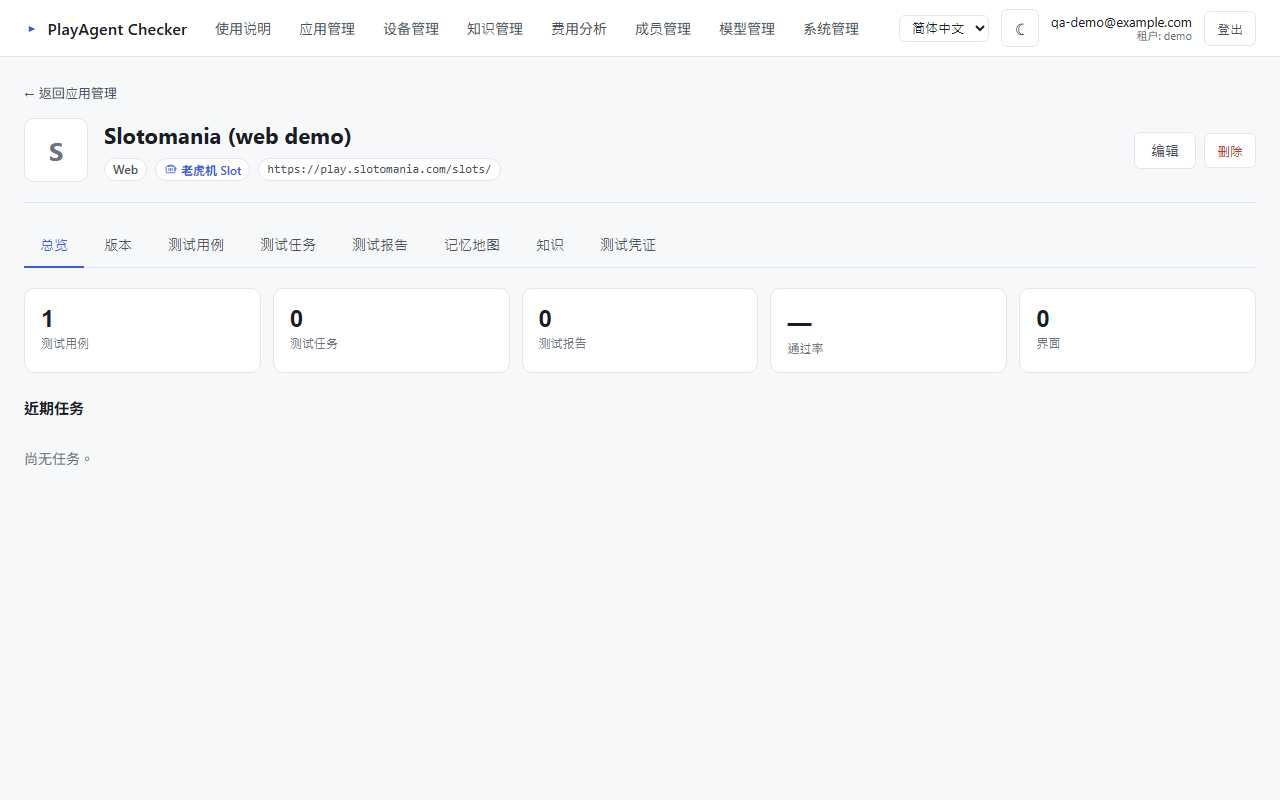 PlayAgent Checker 使用说明 应用管理 设备管理 知识管理 费用分析 成员管理 模型管理 系统管理 简体中文 qa-demo@example.com 登出
租户: demo
← 返回应用管理
S
Slotomania (web demo)
Web 老虎机 Slot https://play.slotomania.com/slots/
编辑 删除
总览 版本 测试用例 测试任务 测试报告 记忆地图 知识 测试凭证
1 0 0 — 0
测试用例 测试任务 测试报告 通过率 界面
近期任务
尚无任务。